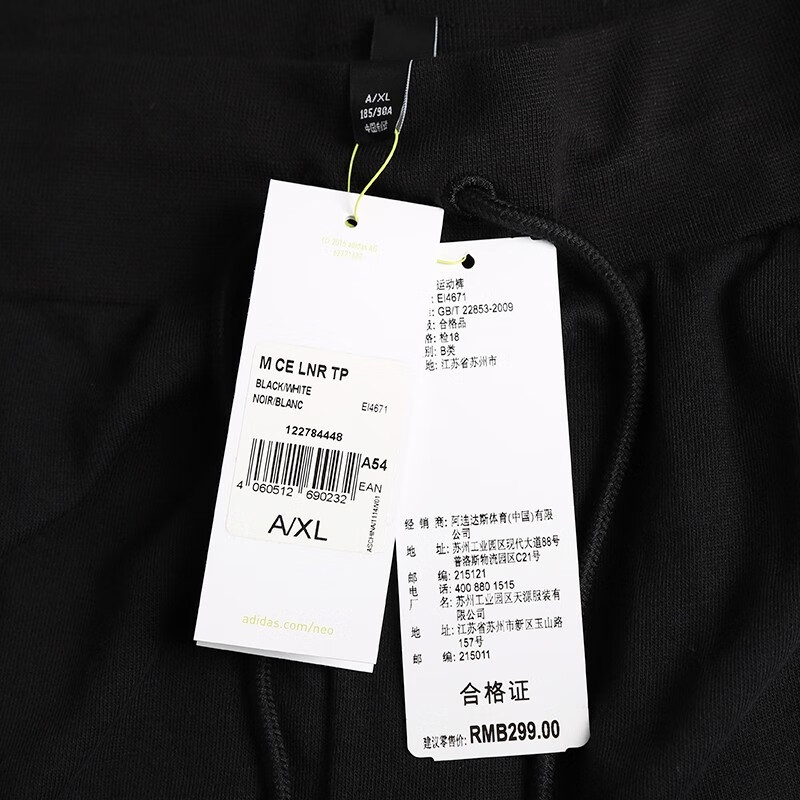 A/XL
185/90A
M CE LNR TP
BLACK/WHITE
NOIR/BLANC EI4671
122784448
A54
4 060512 690232 EAN
A/XL
ASCHINA/1114/V01
adidas.com/neo
运动裤
: EI4671
: GB/T 22853-2009
: 合格品
: 检18
别: B类
地: 江苏省苏州市
经 销 商: 阿迪达斯体育(中国)有限
公司
地 址: 苏州工业园区现代大道88号
普洛斯物流园区C21号
邮 编: 215121
电 话: 400 880 1515
厂 名: 苏州工业园区天源服装有
限公司
地 址: 江苏省苏州市新区玉山路
157号
邮 编: 215011
合格证
建议零售价: RMB299.00